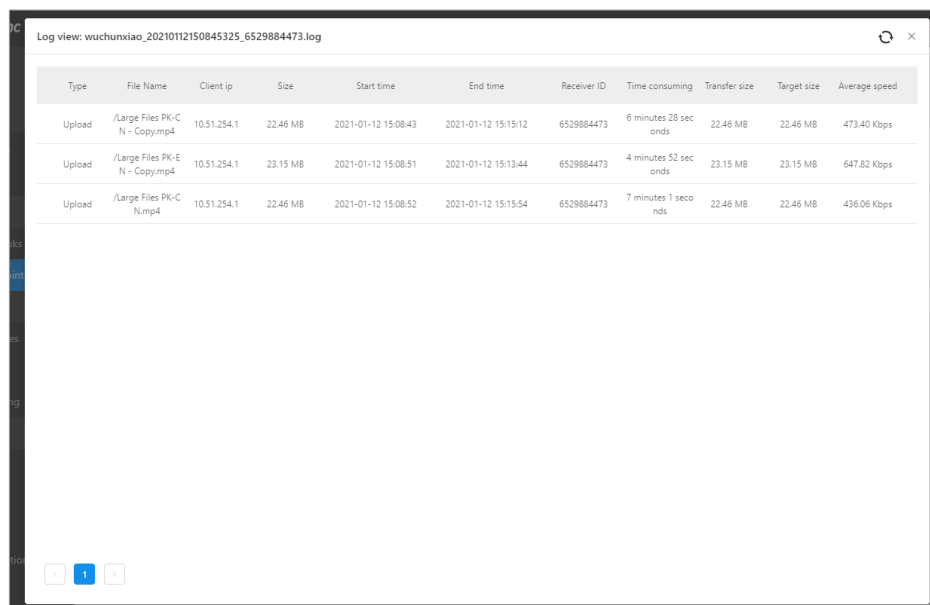 nc
Log view: wuchunxiao_20210112150845325_6529884473.log
Type File Name Client ip Size Start time End time Receiver ID Time consuming Transfer size Target size Average speed
Upload /Large Files PK-C
N - Copy.mp4 10.51.254.1 22.46 MB 2021-01-12 15:08:43 2021-01-12 15:15:12 6529884473 6 minutes 28 sec
onds 22.46 MB 22.46 MB 473.40 Kbps
Upload /Large Files PK-E
N - Copy.mp4 10.51.254.1 23.15 MB 2021-01-12 15:08:51 2021-01-12 15:13:44 6529884473 4 minutes 52 sec
onds 23.15 MB 23.15 MB 647.82 Kbps
Upload /Large Files PK-C
N.mp4 10.51.254.1 22.46 MB 2021-01-12 15:08:52 2021-01-12 15:15:54 6529884473 7 minutes 1 seco
nds 22.46 MB 22.46 MB 436.06 Kbps
sks
int
es
ng
tion
< 1 >